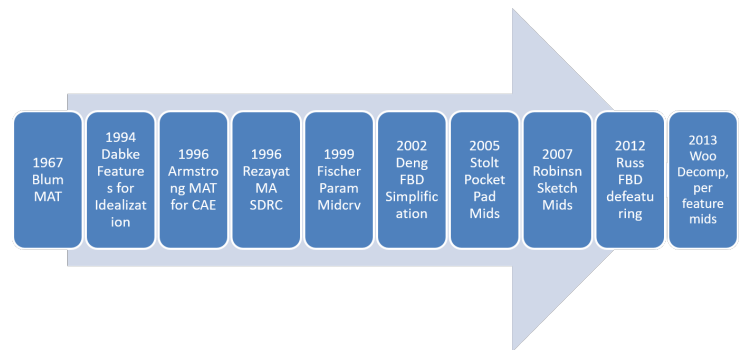 1967
Blum
MAT
1994
Dabke
Feature
s for
Idealizat
ion
1996
Armstro
ng MAT
for CAE
1996
Rezayat
MA
SDRC
1999
Fischer
Param
Midcrv
2002
Deng
FBD
Simplific
ation
2005
Stolt
Pocket
Pad
Mids
2007
Robinsn
Sketch
Mids
2012
Russ
FBD
defeatu
ring
2013
Woo
Decomp,
per
feature
mids